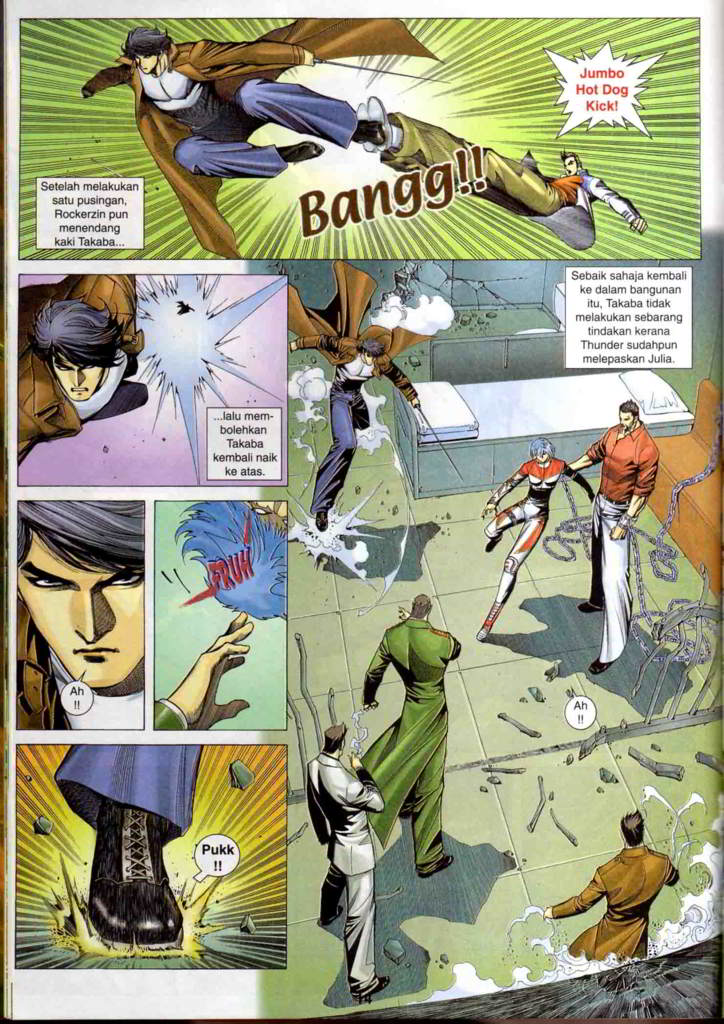 Jumbo
Hot Dog
Kick!
Bangg!!
Setelah melakukan
satu pusingan,
Rockerzin pun
menendang
kaki Takaba...
Sebaik sahaja kembali
ke dalam bangunan
itu, Takaba tidak
melakukan sebarang
tindakan kerana
Thunder sudahpun
melepaskan Julia.
...lalu mem-
bolehkan
Takaba
kembali naik
ke atas.
Ah
!!
PRUH
Ah
!!
Pukk
!!
14